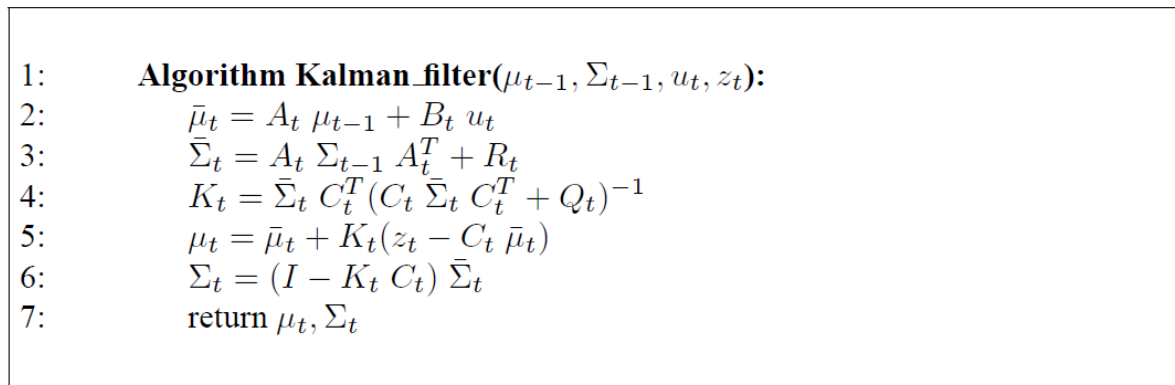 1: Algorithm Kalman_filter(μ_{t−1}, Σ_{t−1}, u_t, z_t):
2: μ̄_t = A_t μ_{t−1} + B_t u_t
3: Σ̄_t = A_t Σ_{t−1} A_t^T + R_t
4: K_t = Σ̄_t C_t^T (C_t Σ̄_t C_t^T + Q_t)^{−1}
5: μ_t = μ̄_t + K_t(z_t − C_t μ̄_t)
6: Σ_t = (I − K_t C_t) Σ̄_t
7: return μ_t, Σ_t